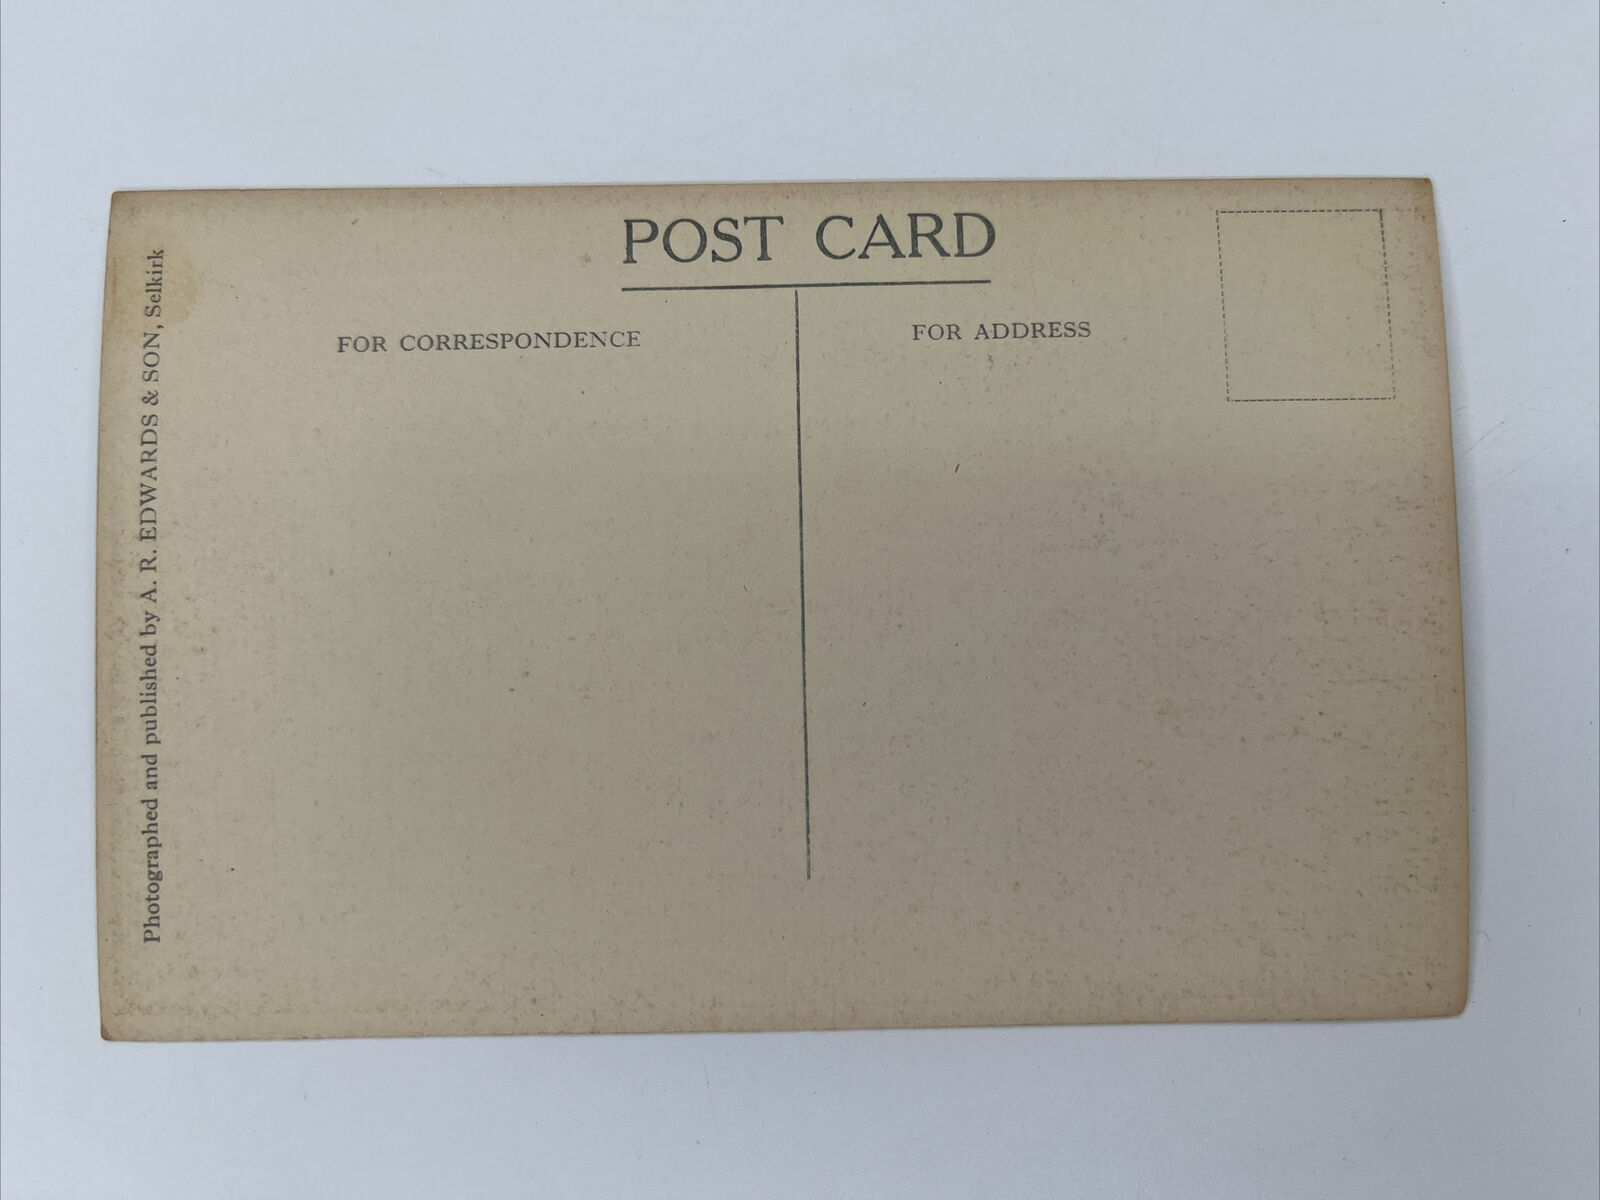 POST CARD
FOR CORRESPONDENCE
FOR ADDRESS
Photographed and published by A. R. EDWARDS & SON, Selkirk